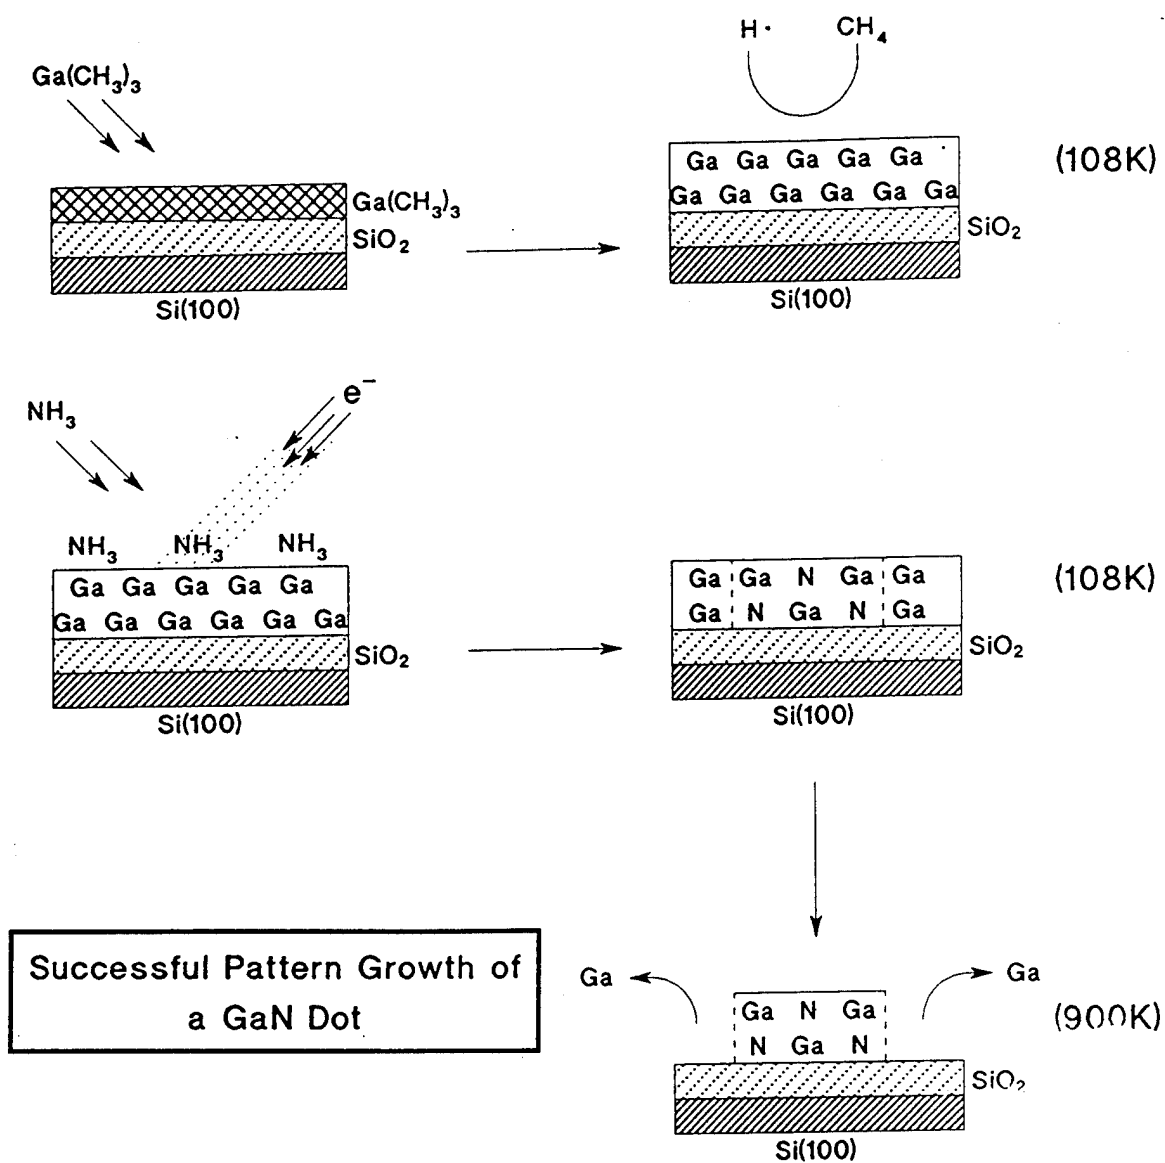 Ga(CH₃)₃
Ga(CH₃)₃
SiO₂
Si(100)
H· CH₄
Ga Ga Ga Ga Ga
Ga Ga Ga Ga Ga Ga
SiO₂
Si(100)
(108K)
NH₃
e⁻
NH₃ NH₃ NH₃
Ga Ga Ga Ga Ga
Ga Ga Ga Ga Ga Ga
SiO₂
Si(100)
Ga Ga N Ga Ga
Ga N Ga N Ga
SiO₂
Si(100)
(108K)
Successful Pattern Growth of
a GaN Dot
Ga Ga
Ga N Ga
N Ga N
SiO₂
Si(100)
(900K)